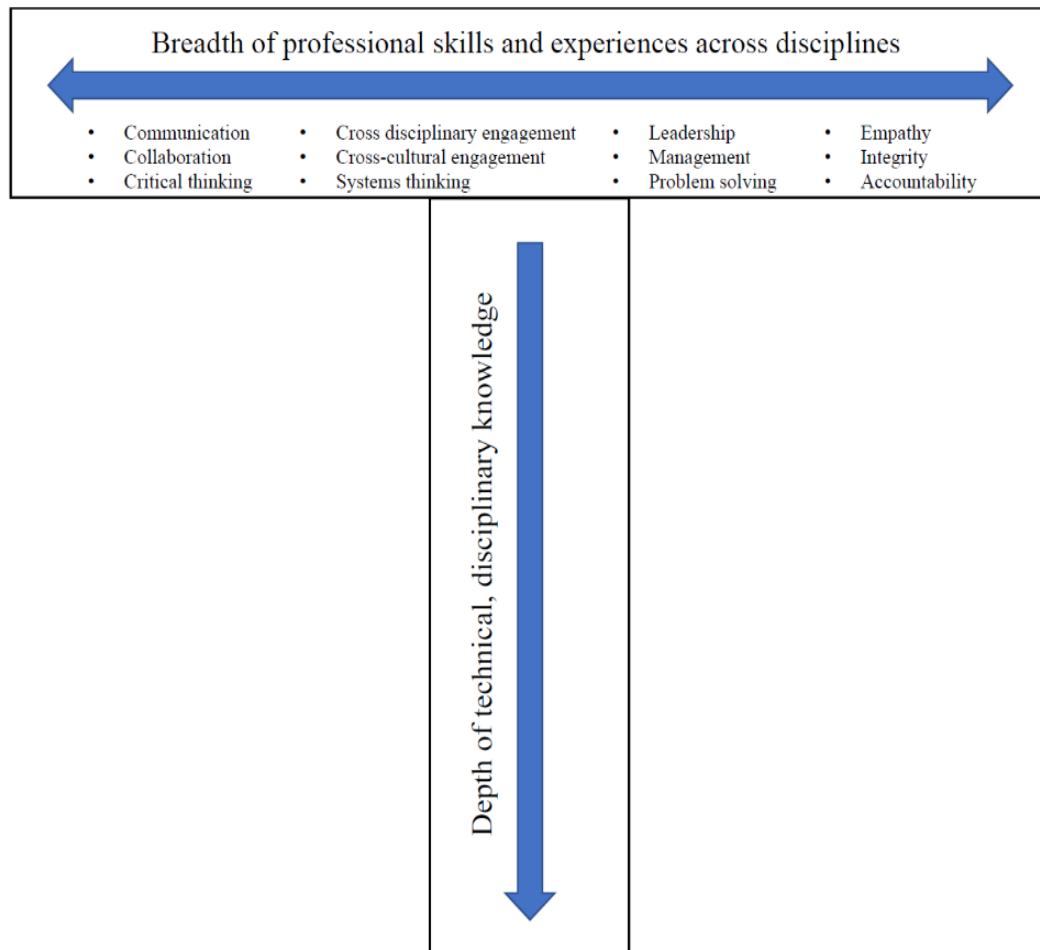 Breadth of professional skills and experiences across disciplines
• Communication
• Collaboration
• Critical thinking
• Cross disciplinary engagement
• Cross-cultural engagement
• Systems thinking
• Leadership
• Management
• Problem solving
• Empathy
• Integrity
• Accountability
Depth of technical, disciplinary knowledge